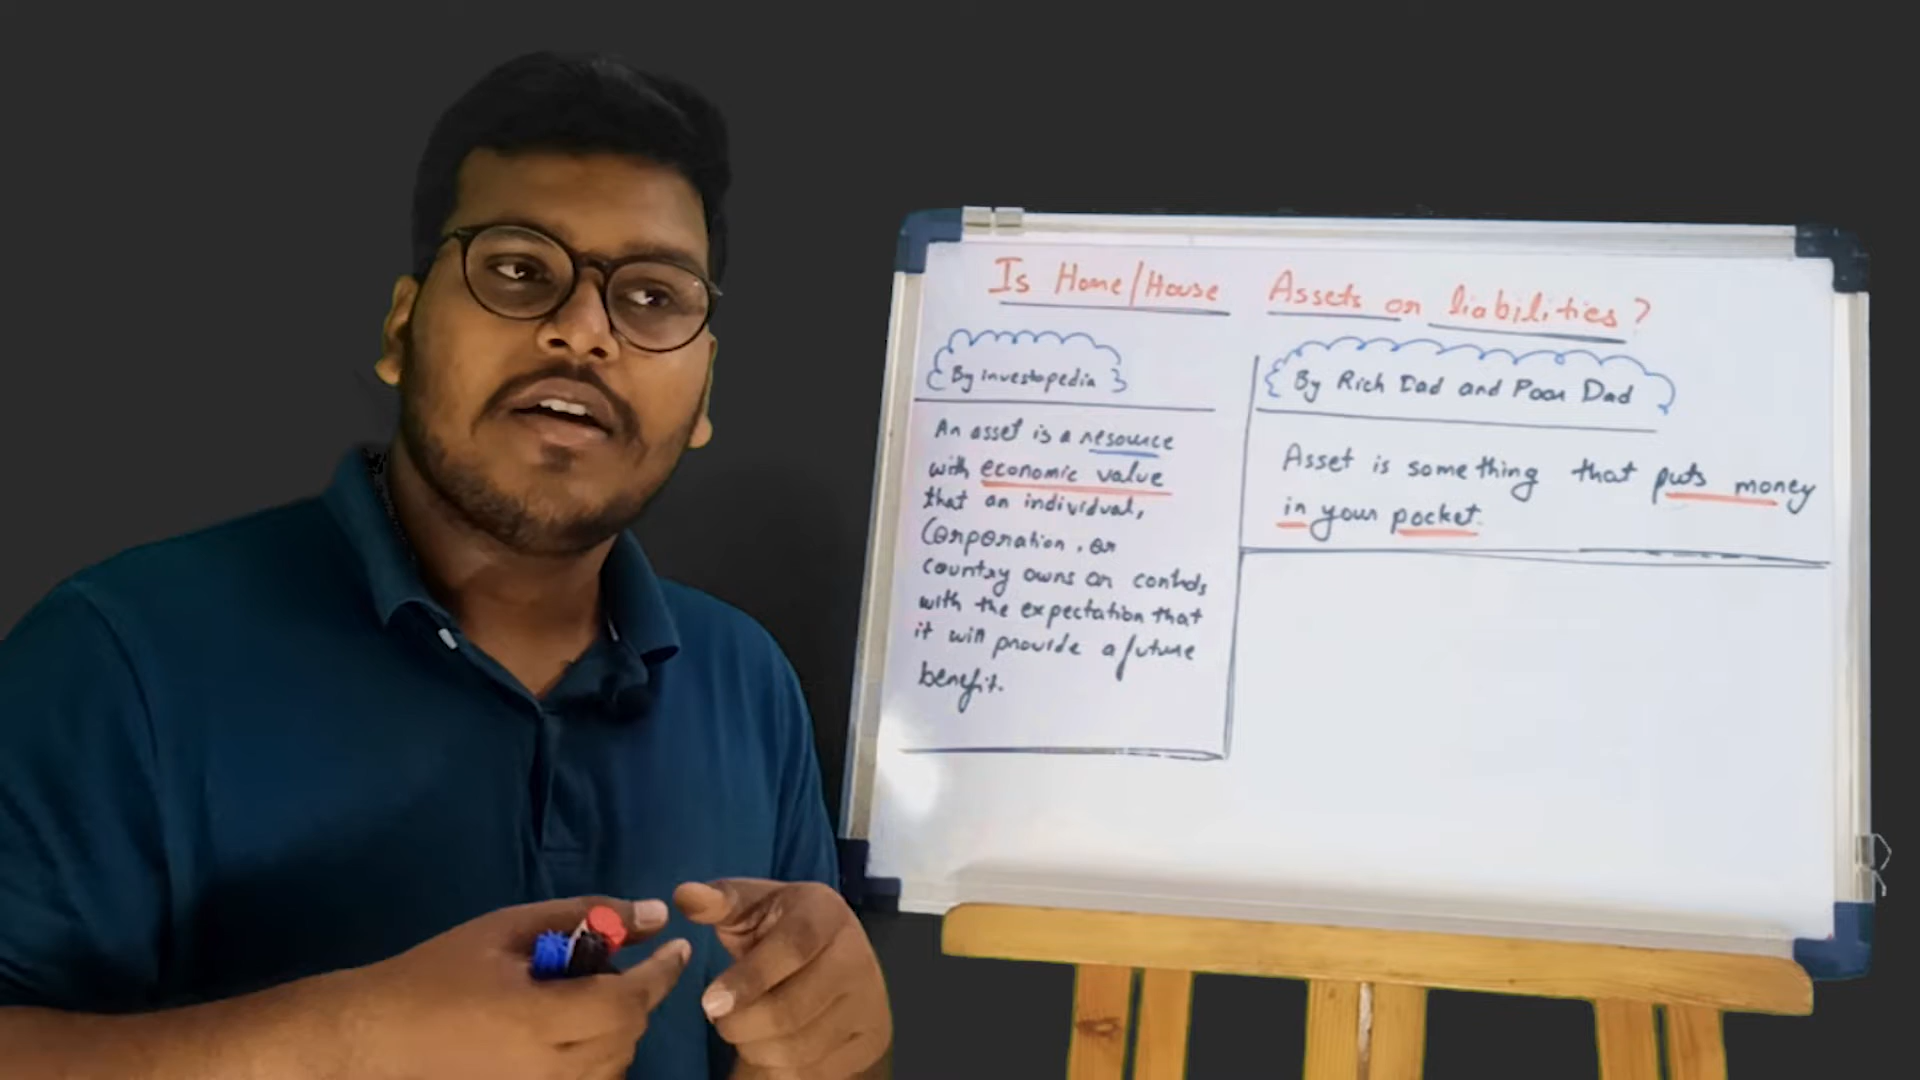 Is Home/House Assets or liabilities?
By Investopedia
An asset is a resource
with economic value
that an individual,
Corporation, or
country owns or controls
with the expectation that
it will provide a future
benefit.
By Rich Dad and Poor Dad
Asset is something that puts money
in your pocket.